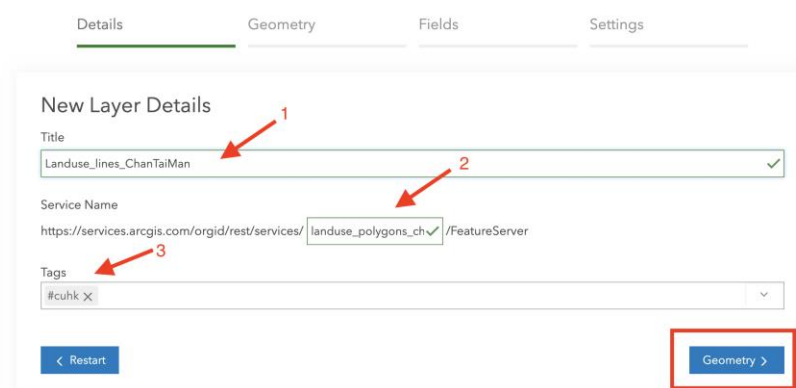 Details Geometry Fields Settings
New Layer Details
1
Title
Landuse_lines_ChanTaiMan
2
Service Name
https://services.arcgis.com/orgid/rest/services/ landuse_polygons_ch /FeatureServer
3
Tags
#cuhk
Restart Geometry